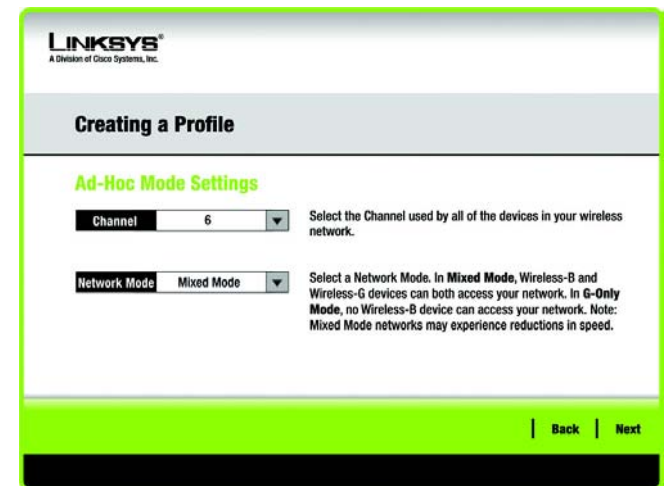 LINKSYS®
A Division of Cisco Systems, Inc.
Creating a Profile
Ad-Hoc Mode Settings
Channel 6
Select the Channel used by all of the devices in your wireless
network.
Network Mode Mixed Mode
Select a Network Mode. In Mixed Mode, Wireless-B and
Wireless-G devices can both access your network. In G-Only
Mode, no Wireless-B device can access your network. Note:
Mixed Mode networks may experience reductions in speed.
Back Next